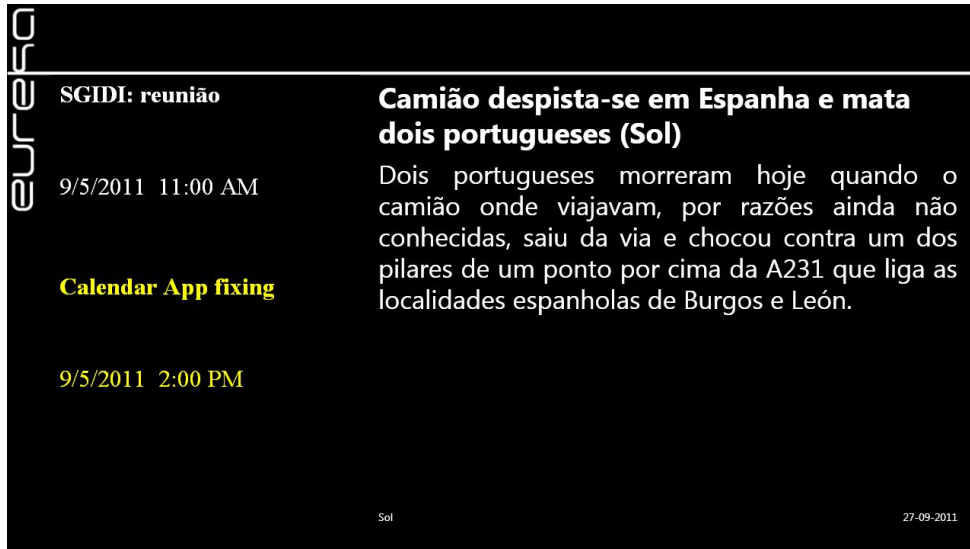 eureka
SGIDI: reunião
9/5/2011 11:00 AM
Calendar App fixing
9/5/2011 2:00 PM
Camião despista-se em Espanha e mata
dois portugueses (Sol)
Dois portugueses morreram hoje quando o
camião onde viajavam, por razões ainda não
conhecidas, saiu da via e chocou contra um dos
pilares de um ponto por cima da A231 que liga as
localidades espanholas de Burgos e León.
Sol
27-09-2011